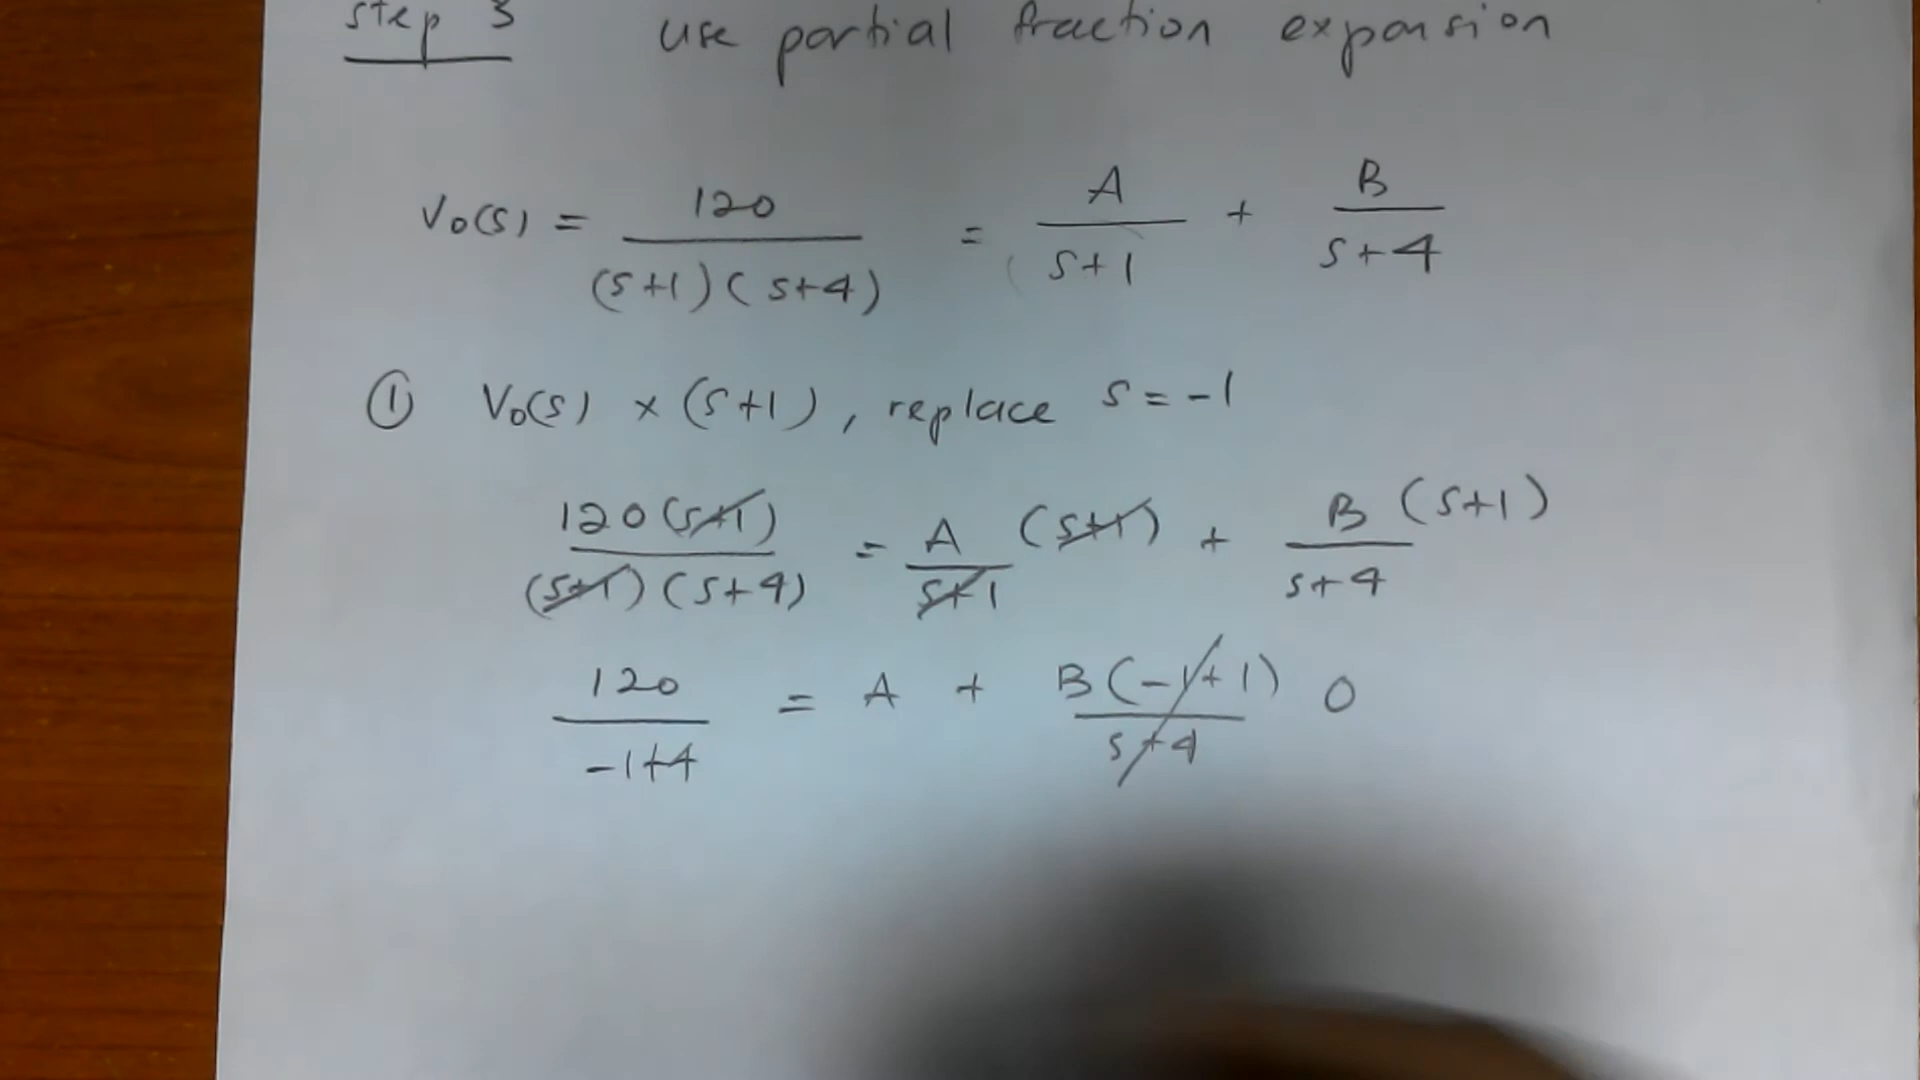 step 3 use partial fraction expansion
Vo(s) = 120 / (s+1)(s+4) = A / s+1 + B / s+4
① Vo(s) × (s+1), replace s = -1
120(s+1) / (s+1)(s+4) = A / s+1 (s+1) + B / s+4 (s+1)
120 / -1+4 = A + B(-1+1) / s+4 0